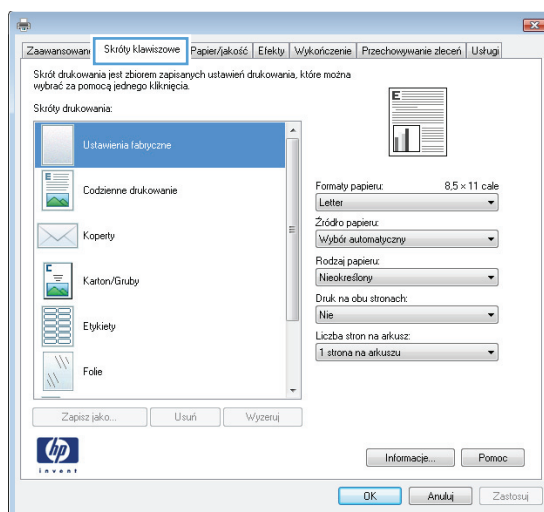 Zaawansowane Skróty klawiszowe Papier/jakość Efekty Wykończenie Przechowywanie zleceń Usługi
Skrót drukowania jest zbiorem zapisanych ustawień drukowania, które można
wybrać za pomocą jednego kliknięcia.
Skróty drukowania:
E
Ustawienia fabryczne
E
Codzienne drukowanie
Formaty papieru: 8,5 × 11 cale
Letter
Źródło papieru:
Koperty
Wybór automatyczny
Rodzaj papieru:
C
Karton/Gruby
Nieokreślony
Druk na obu stronach:
Nie
Etykiety
Liczba stron na arkusz:
1 strona na arkuszu
Folie
Zapisz jako... Usuń Wyzeruj
hp
invent
Informacje... Pomoc
OK Anuluj Zastosuj